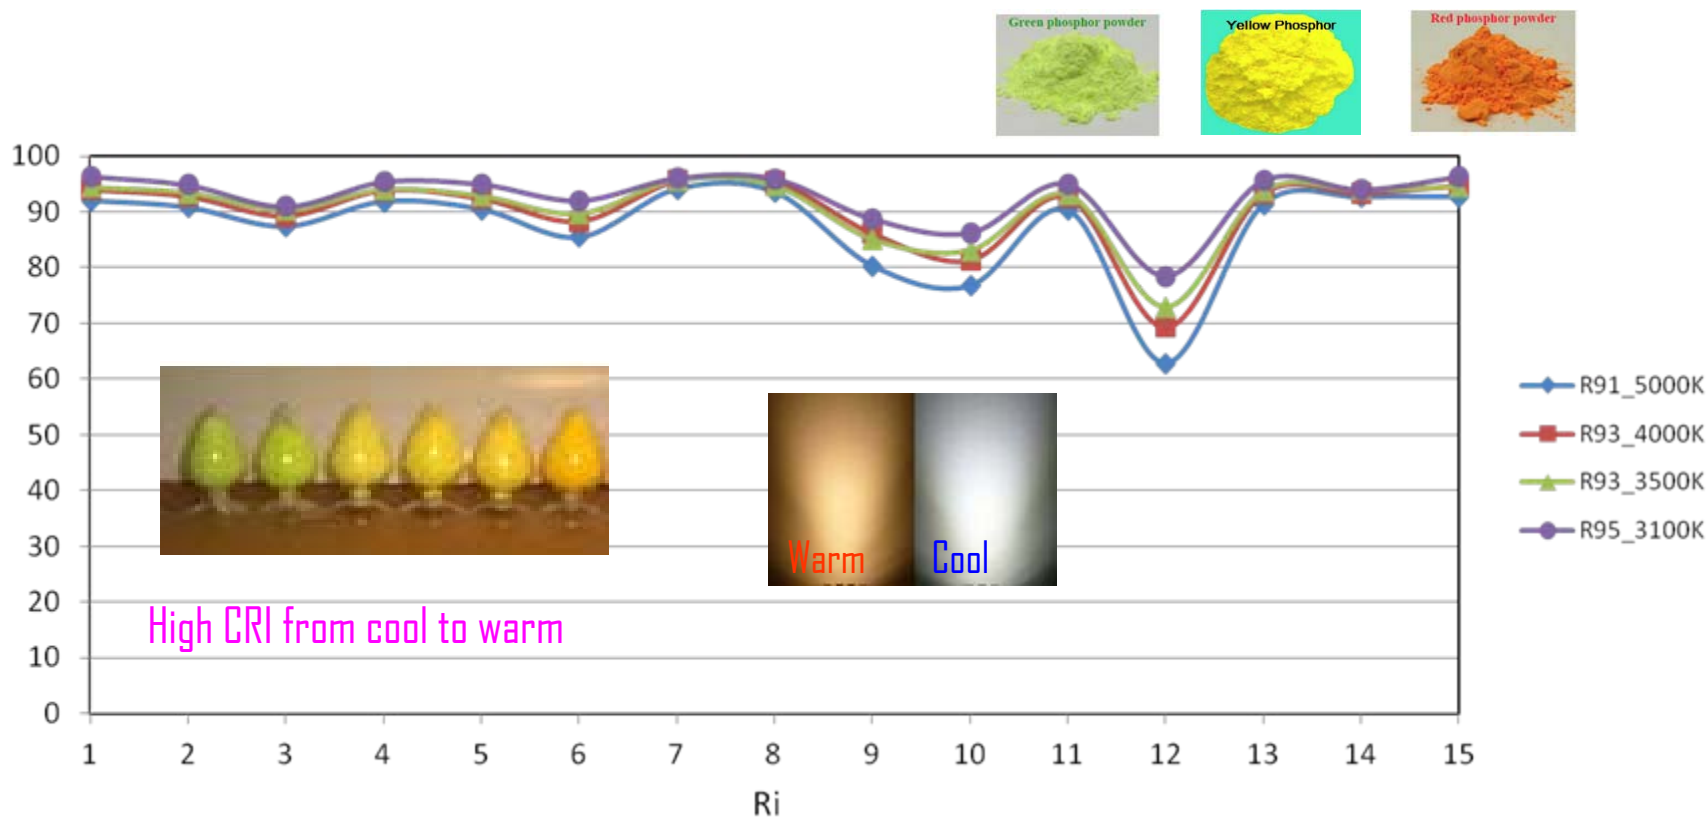 Green phosphor powder
Yellow Phosphor
Red phosphor powder
100
90
80
70
60
50
40
30
20
10
0
R91_5000K
R93_4000K
R93_3500K
R95_3100K
Warm
Cool
High CRI from cool to warm
1 2 3 4 5 6 7 8 9 10 11 12 13 14 15
Ri